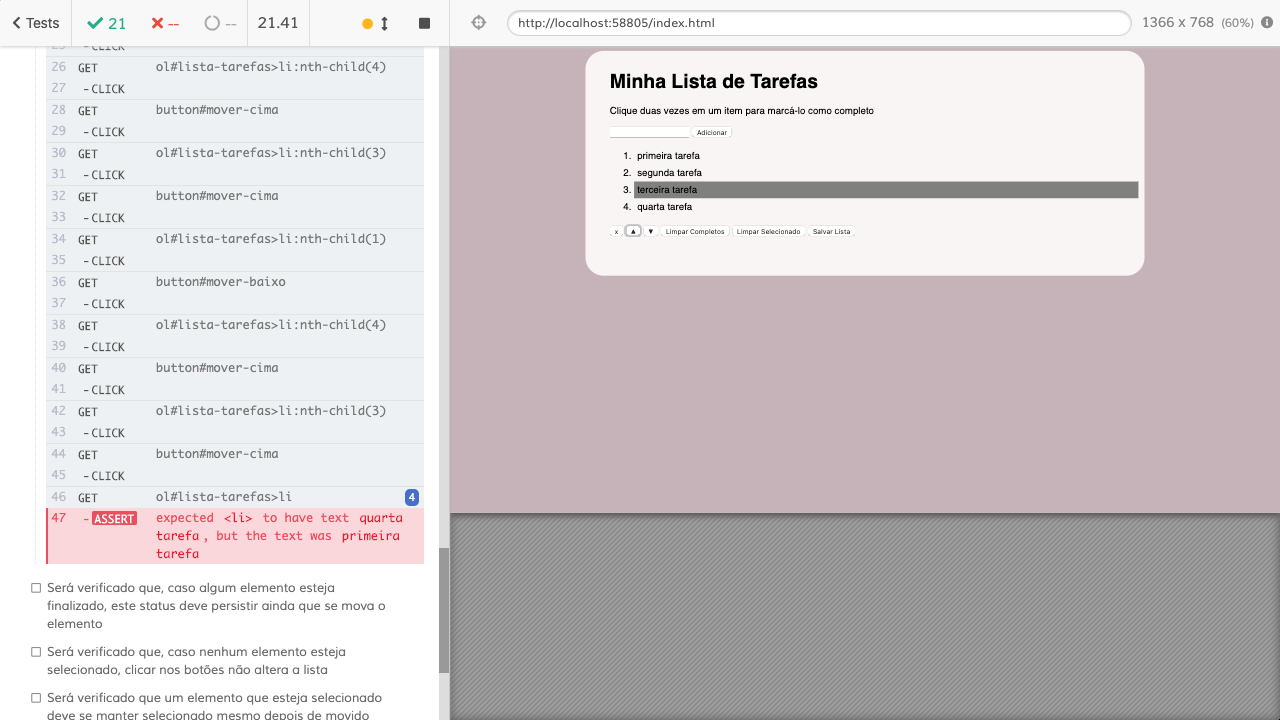 Tests
21
--
--
21.41
http://localhost:58805/index.html
1366 x 768 (60%)
25 -CLICK
26 GET ol#lista-tarefas>li:nth-child(4)
27 -CLICK
28 GET button#mover-cima
29 -CLICK
30 GET ol#lista-tarefas>li:nth-child(3)
31 -CLICK
32 GET button#mover-cima
33 -CLICK
34 GET ol#lista-tarefas>li:nth-child(1)
35 -CLICK
36 GET button#mover-baixo
37 -CLICK
38 GET ol#lista-tarefas>li:nth-child(4)
39 -CLICK
40 GET button#mover-cima
41 -CLICK
42 GET ol#lista-tarefas>li:nth-child(3)
43 -CLICK
44 GET button#mover-cima
45 -CLICK
46 GET ol#lista-tarefas>li 4
47 -ASSERT expected <li> to have text quarta
tarefa, but the text was primeira
tarefa
Será verificado que, caso algum elemento esteja
finalizado, este status deve persistir ainda que se mova o
elemento
Será verificado que, caso nenhum elemento esteja
selecionado, clicar nos botões não altera a lista
Será verificado que um elemento que esteja selecionado
deve se manter selecionado mesmo depois de movido
Minha Lista de Tarefas
Clique duas vezes em um item para marcá-lo como completo
Adicionar
1. primeira tarefa
2. segunda tarefa
3. terceira tarefa
4. quarta tarefa
x ▲ ▼ Limpar Completos Limpar Selecionado Salvar Lista